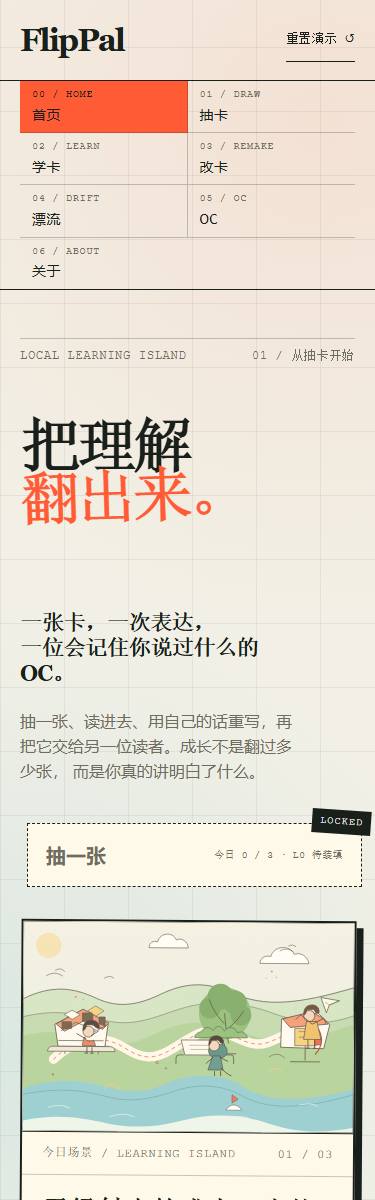 FlipPal
重置演示 ↺
00 / HOME
首页
01 / DRAW
抽卡
02 / LEARN
学卡
03 / REMAKE
改卡
04 / DRIFT
漂流
05 / OC
OC
06 / ABOUT
关于
LOCAL LEARNING ISLAND
01 / 从抽卡开始
把理解
翻出来。
一张卡，一次表达，
一位会记住你说过什么的
OC。
抽一张、读进去、用自己的话重写，再
把它交给另一位读者。成长不是翻过多
少张， 而是你真的讲明白了什么。
LOCKED
抽一张
今日 0 / 3 · L0 待装填
今日场景 / LEARNING ISLAND
01 / 03